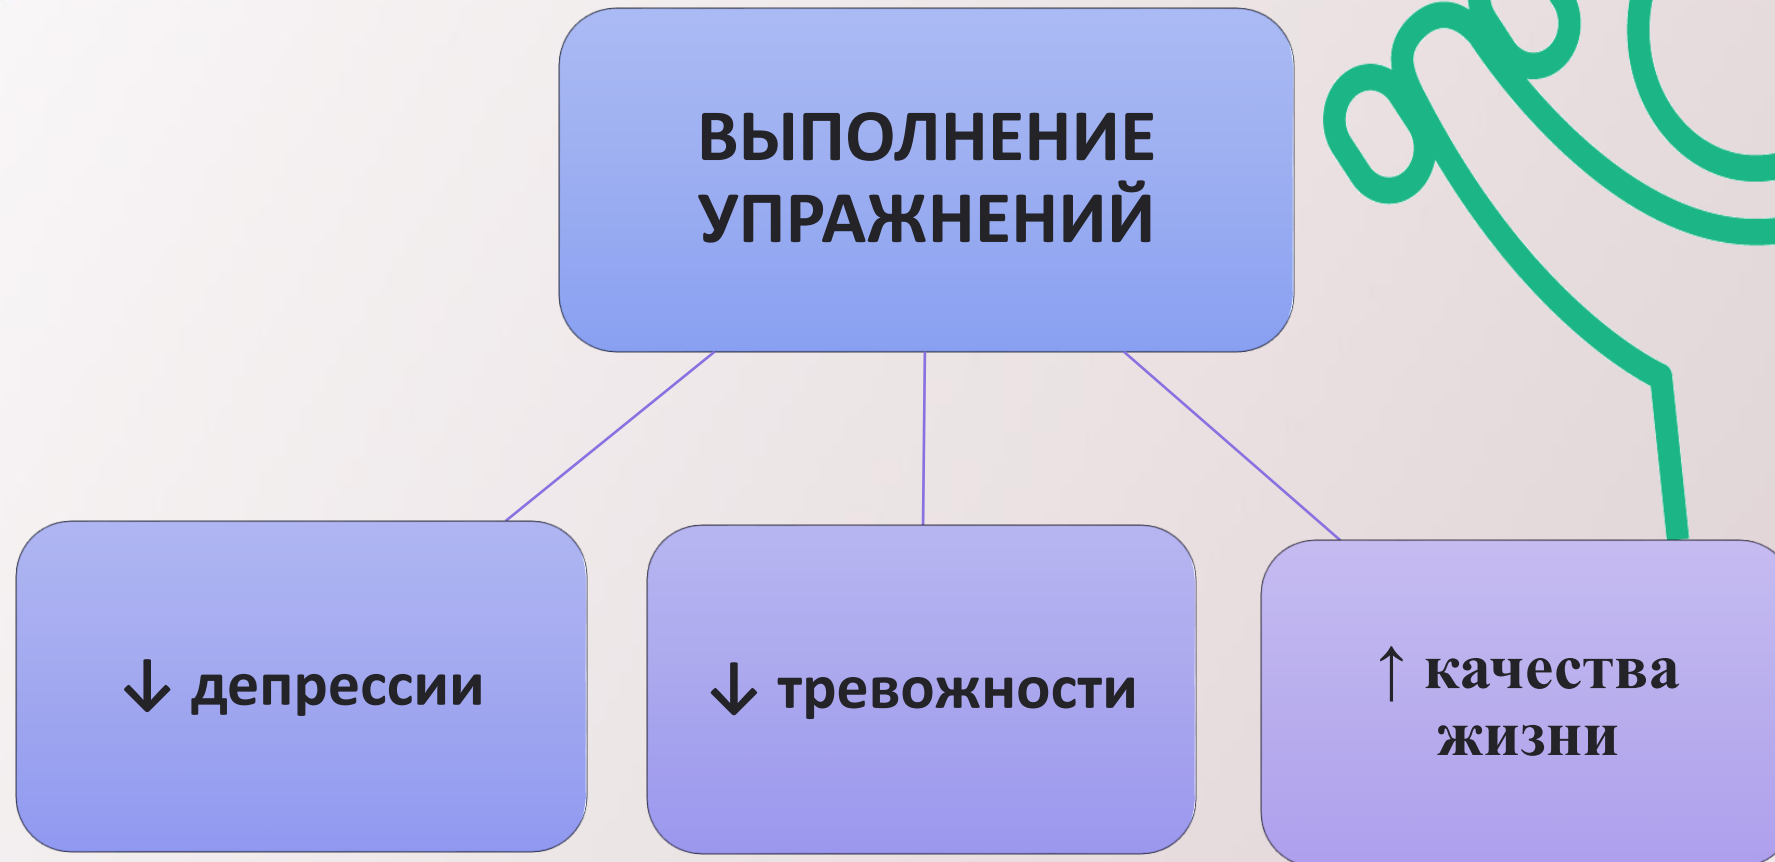 ВЫПОЛНЕНИЕ
УПРАЖНЕНИЙ
↓ депрессии
↓ тревожности
↑ качества
жизни